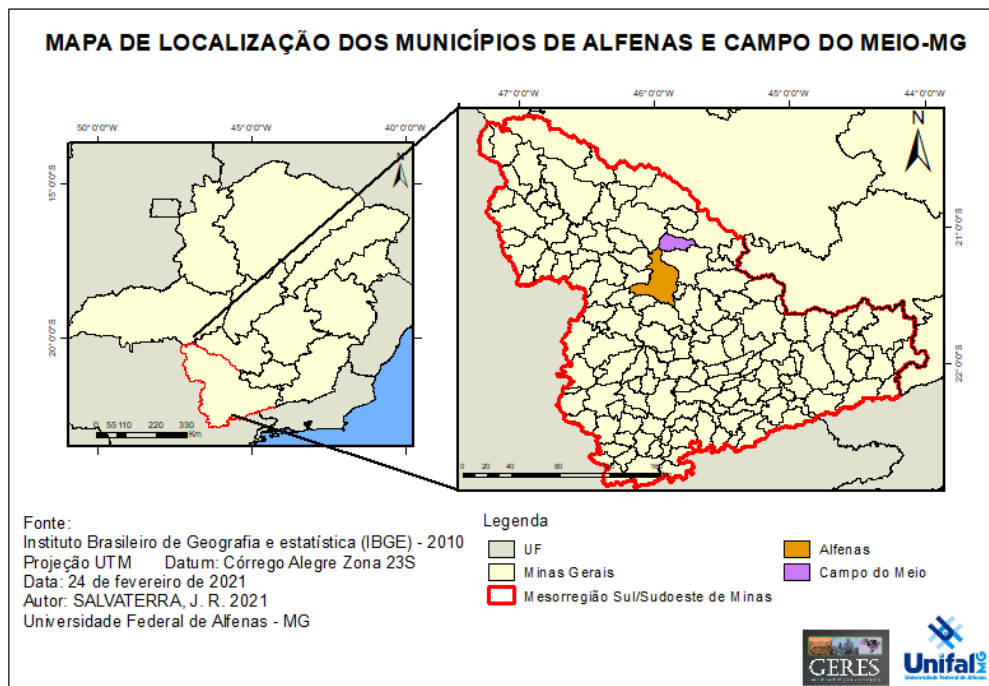 MAPA DE LOCALIZAÇÃO DOS MUNICÍPIOS DE ALFENAS E CAMPO DO MEIO-MG
50°0'0"W 45°0'0"W 40°0'0"W
15°0'0"S
20°0'0"S
N
0 55 110 220 330
Km
47°0'0"W 46°0'0"W 45°0'0"W 44°0'0"W
N
21°0'0"S
22°0'0"S
0 20 40 80 120
Fonte:
Instituto Brasileiro de Geografia e estatística (IBGE) - 2010
Projeção UTM Datum: Córrego Alegre Zona 23S
Data: 24 de fevereiro de 2021
Autor: SALVATERRA, J. R. 2021
Universidade Federal de Alfenas - MG
Legenda
UF
Minas Gerais
Mesorregião Sul/Sudoeste de Minas
Alfenas
Campo do Meio
GERES
Unifal MG
Universidade Federal de Alfenas